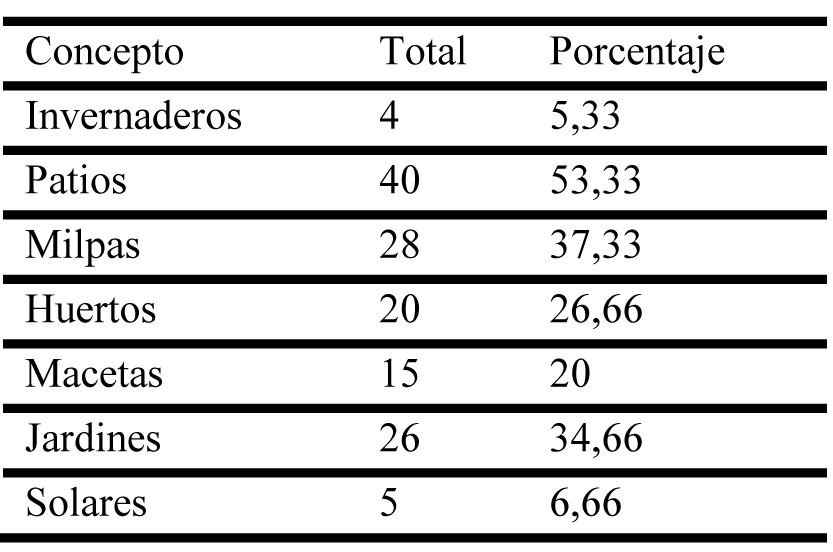 Concepto Total Porcentaje
Invernaderos 4 5,33
Patios 40 53,33
Milpas 28 37,33
Huertos 20 26,66
Macetas 15 20
Jardines 26 34,66
Solares 5 6,66